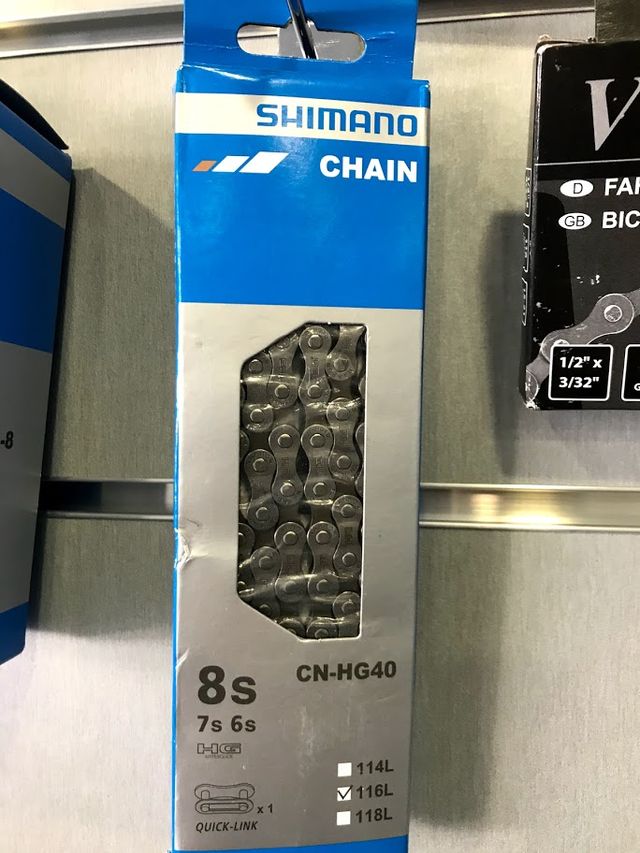 SHIMANO
CHAIN
V
D FAH
GB BIC
1/2" x
3/32"
-8
CN-HG40
8s
7s 6s
HG
114L
116L
118L
x 1
QUICK-LINK